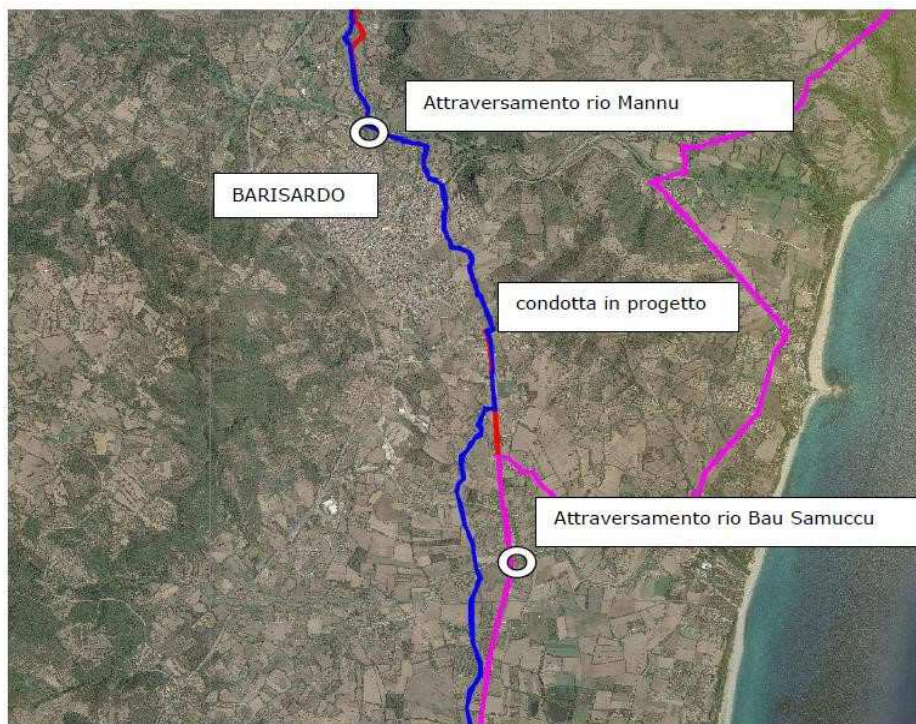 Attraversamento rio Mannu
BARISARDO
condotta in progetto
Attraversamento rio Bau Samuccu